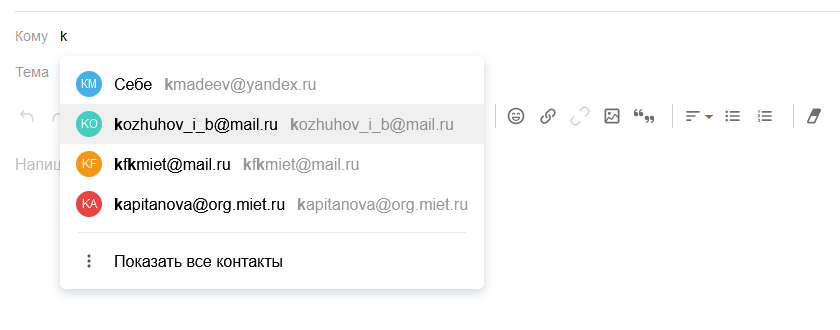 Кому k
Тема
KM Себе kmadeev@yandex.ru
KO kozhuhov_i_b@mail.ru kozhuhov_i_b@mail.ru
KF kfkmiet@mail.ru kfkmiet@mail.ru
Напиш
KA kapitanova@org.miet.ru kapitanova@org.miet.ru
Показать все контакты